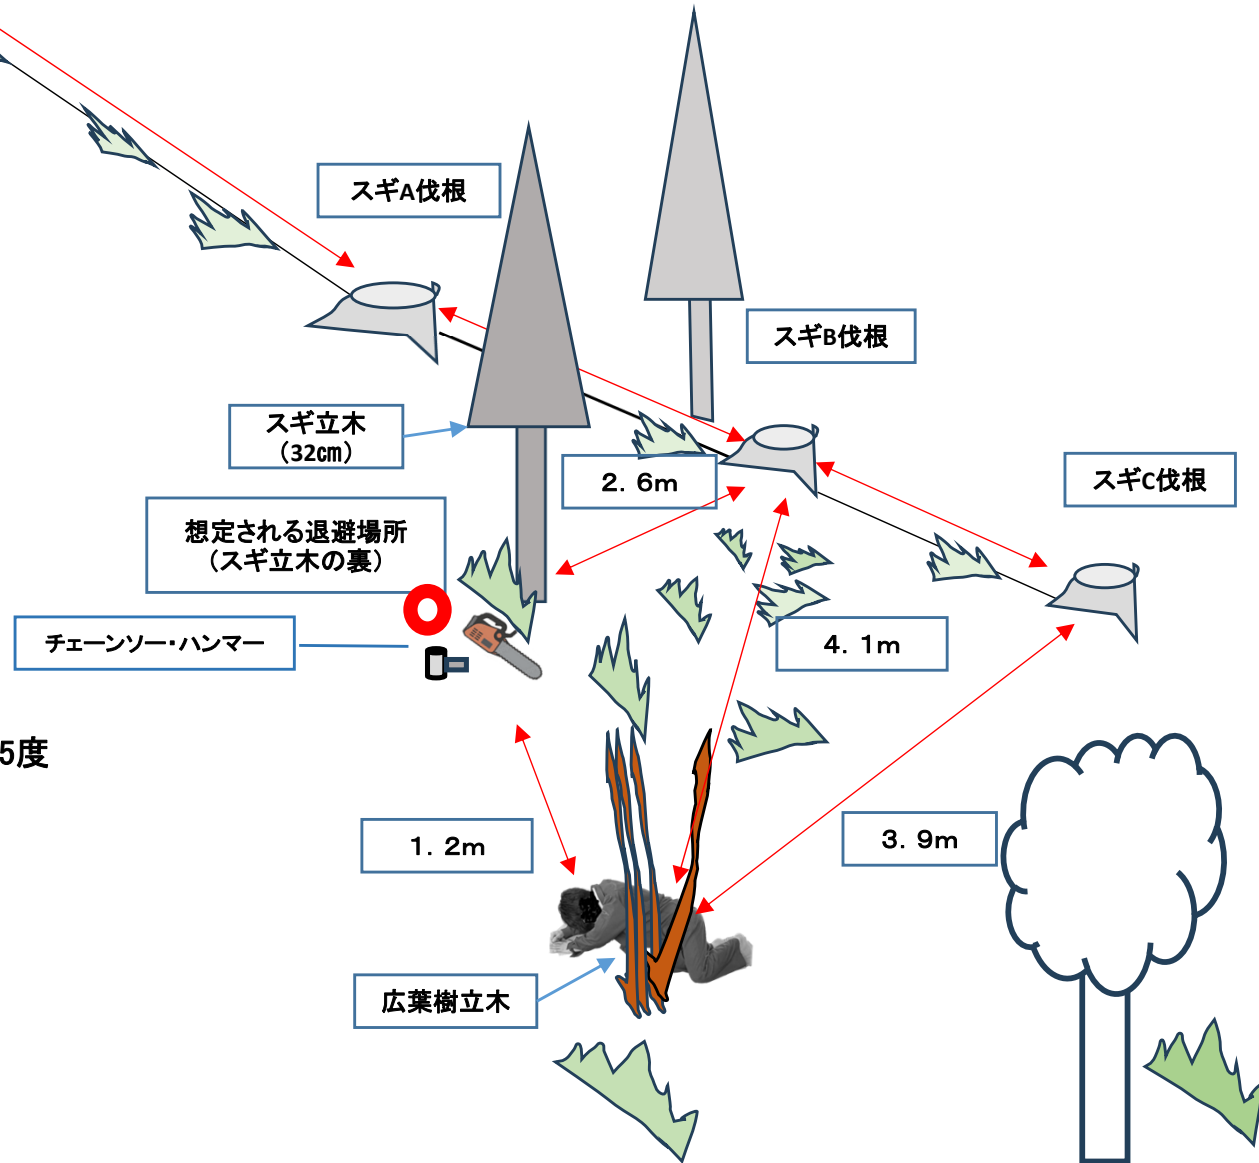 スギA伐根
スギB伐根
スギ立木
（32㎝）
2．6m
スギC伐根
想定される退避場所
（スギ立木の裏）
チェーンソー・ハンマー
4．1m
5度
1．2m
3．9m
広葉樹立木